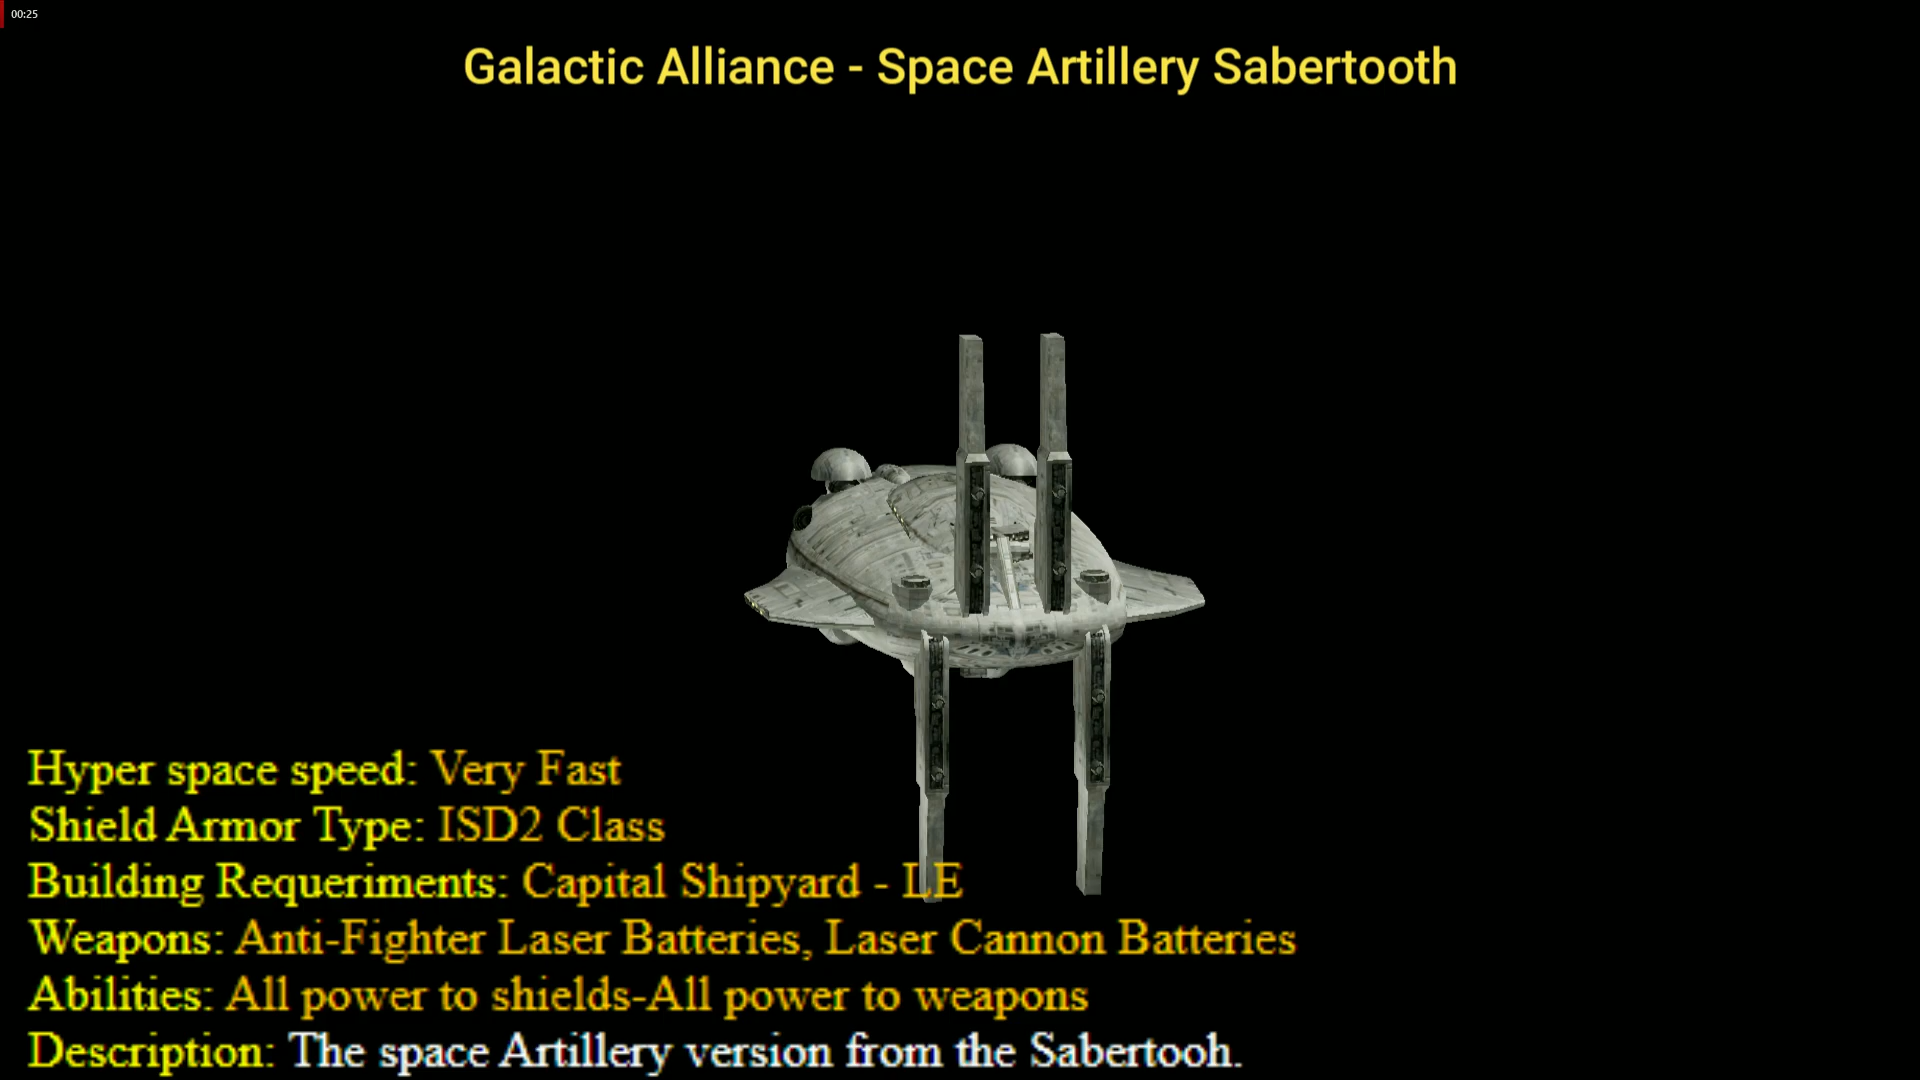 00:25
Galactic Alliance - Space Artillery Sabertooth
Hyper space speed: Very Fast
Shield Armor Type: ISD2 Class
Building Requeriments: Capital Shipyard - LE
Weapons: Anti-Fighter Laser Batteries, Laser Cannon Batteries
Abilities: All power to shields-All power to weapons
Description: The space Artillery version from the Sabertooh.